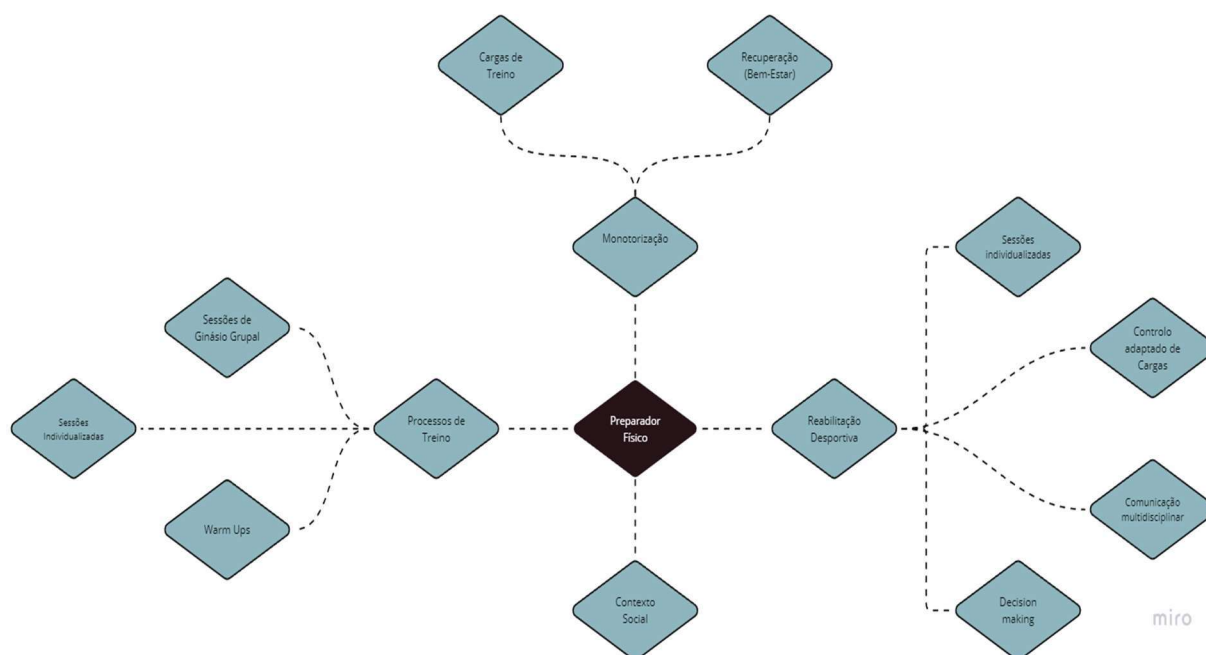 Cargas de
Treino
Recuperação
(Bem-Estar)
Monotorização
Sessões
individualizadas
Sessões de
Ginásio Grupal
Controlo
adaptado de
Cargas
Sessões
Individualizadas
Processos de
Treino
Preparador
Físico
Reabilitação
Desportiva
Comunicação
multidisciplinar
Warm Ups
Contexto
Social
Decision
making
miro